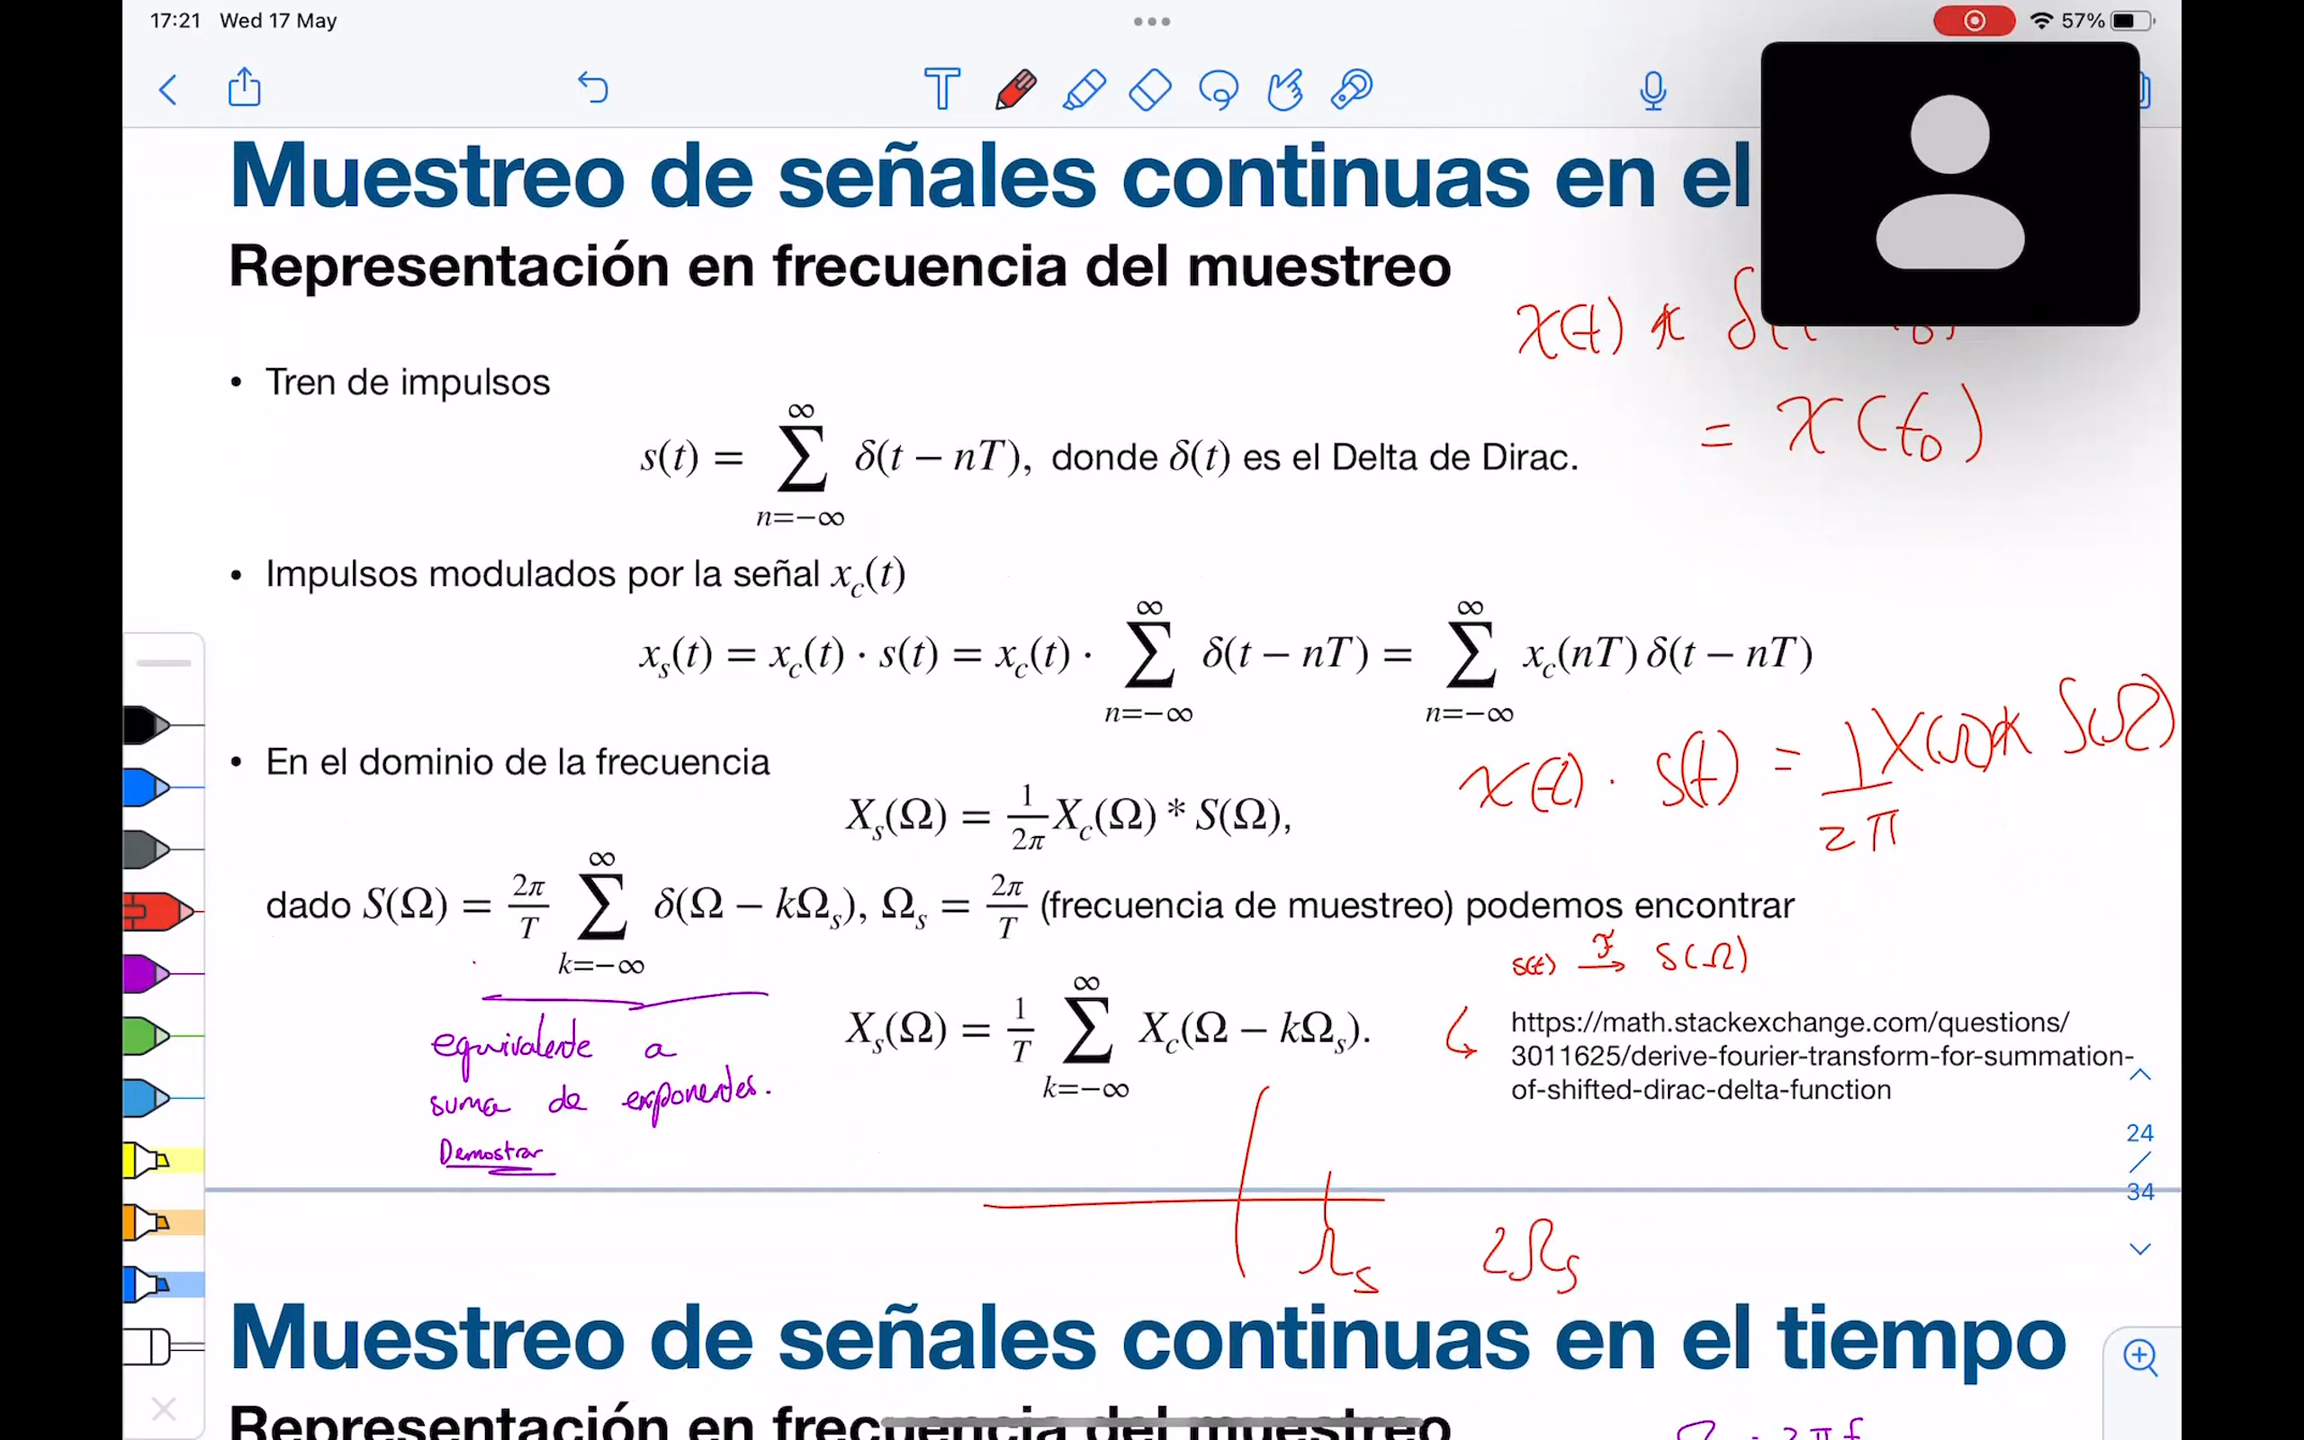 17:21 Wed 17 May
57%
Muestreo de señales continuas en el
Representación en frecuencia del muestreo
x(t) *
= x(t₀)
• Tren de impulsos
s(t) = ∑_{n=−∞}^{∞} δ(t − nT), donde δ(t) es el Delta de Dirac.
• Impulsos modulados por la señal x_c(t)
x_s(t) = x_c(t) · s(t) = x_c(t) · ∑_{n=−∞}^{∞} δ(t − nT) = ∑_{n=−∞}^{∞} x_c(nT) δ(t − nT)
• En el dominio de la frecuencia
x(t) · s(t) = 1/2π X(Ω) * S(Ω)
X_s(Ω) = 1/2π X_c(Ω) * S(Ω),
dado S(Ω) = 2π/T ∑_{k=−∞}^{∞} δ(Ω − kΩ_s), Ω_s = 2π/T (frecuencia de muestreo) podemos encontrar
s(t) ℱ→ S(Ω)
X_s(Ω) = 1/T ∑_{k=−∞}^{∞} X_c(Ω − kΩ_s).
https://math.stackexchange.com/questions/
3011625/derive-fourier-transform-for-summation-
of-shifted-dirac-delta-function
equivalente a
suma de exponentes.
Demostrar
24
/
34
Ω_s 2Ω_s
Muestreo de señales continuas en el tiempo
Representación en frecuencia del muestreo